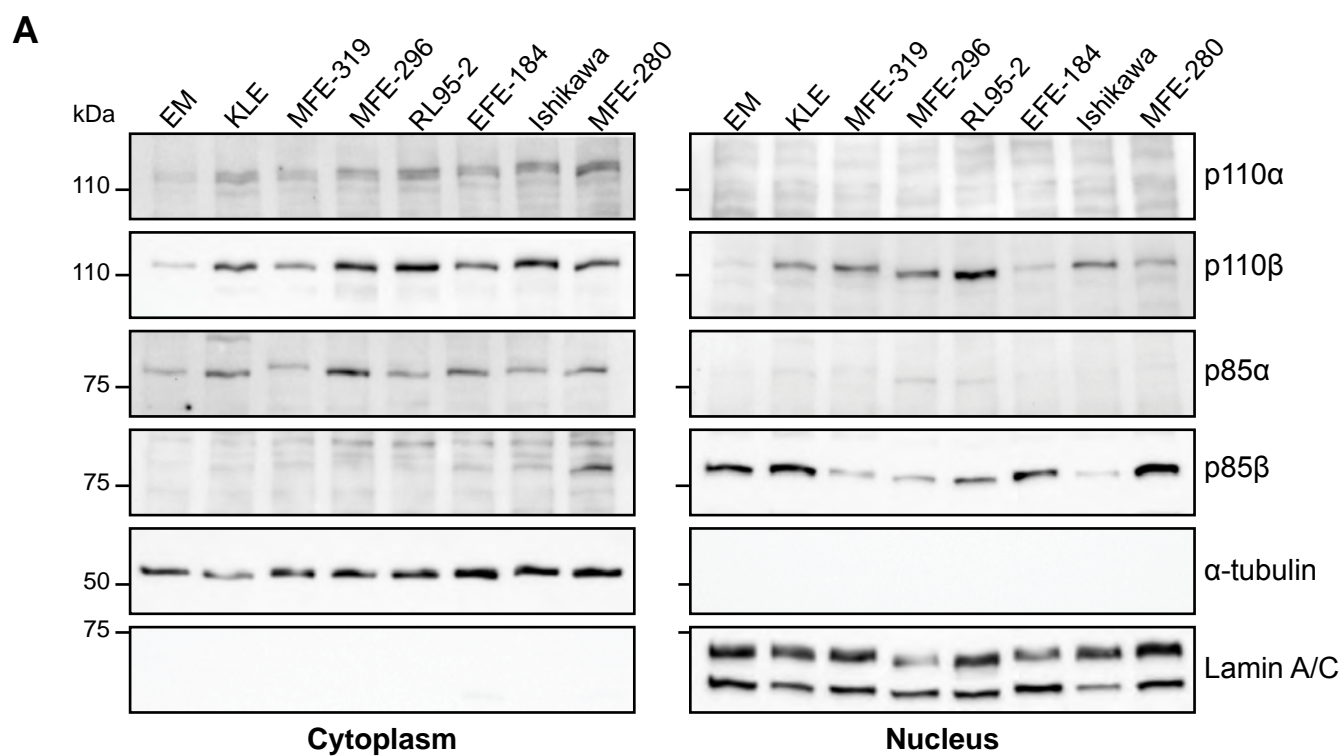 A
kDa
EM KLE MFE-319 MFE-296 RL95-2 EFE-184 Ishikawa MFE-280
EM KLE MFE-319 MFE-296 RL95-2 EFE-184 Ishikawa MFE-280
110
p110α
110
p110β
75
p85α
75
p85β
50
α-tubulin
75
Lamin A/C
Cytoplasm
Nucleus